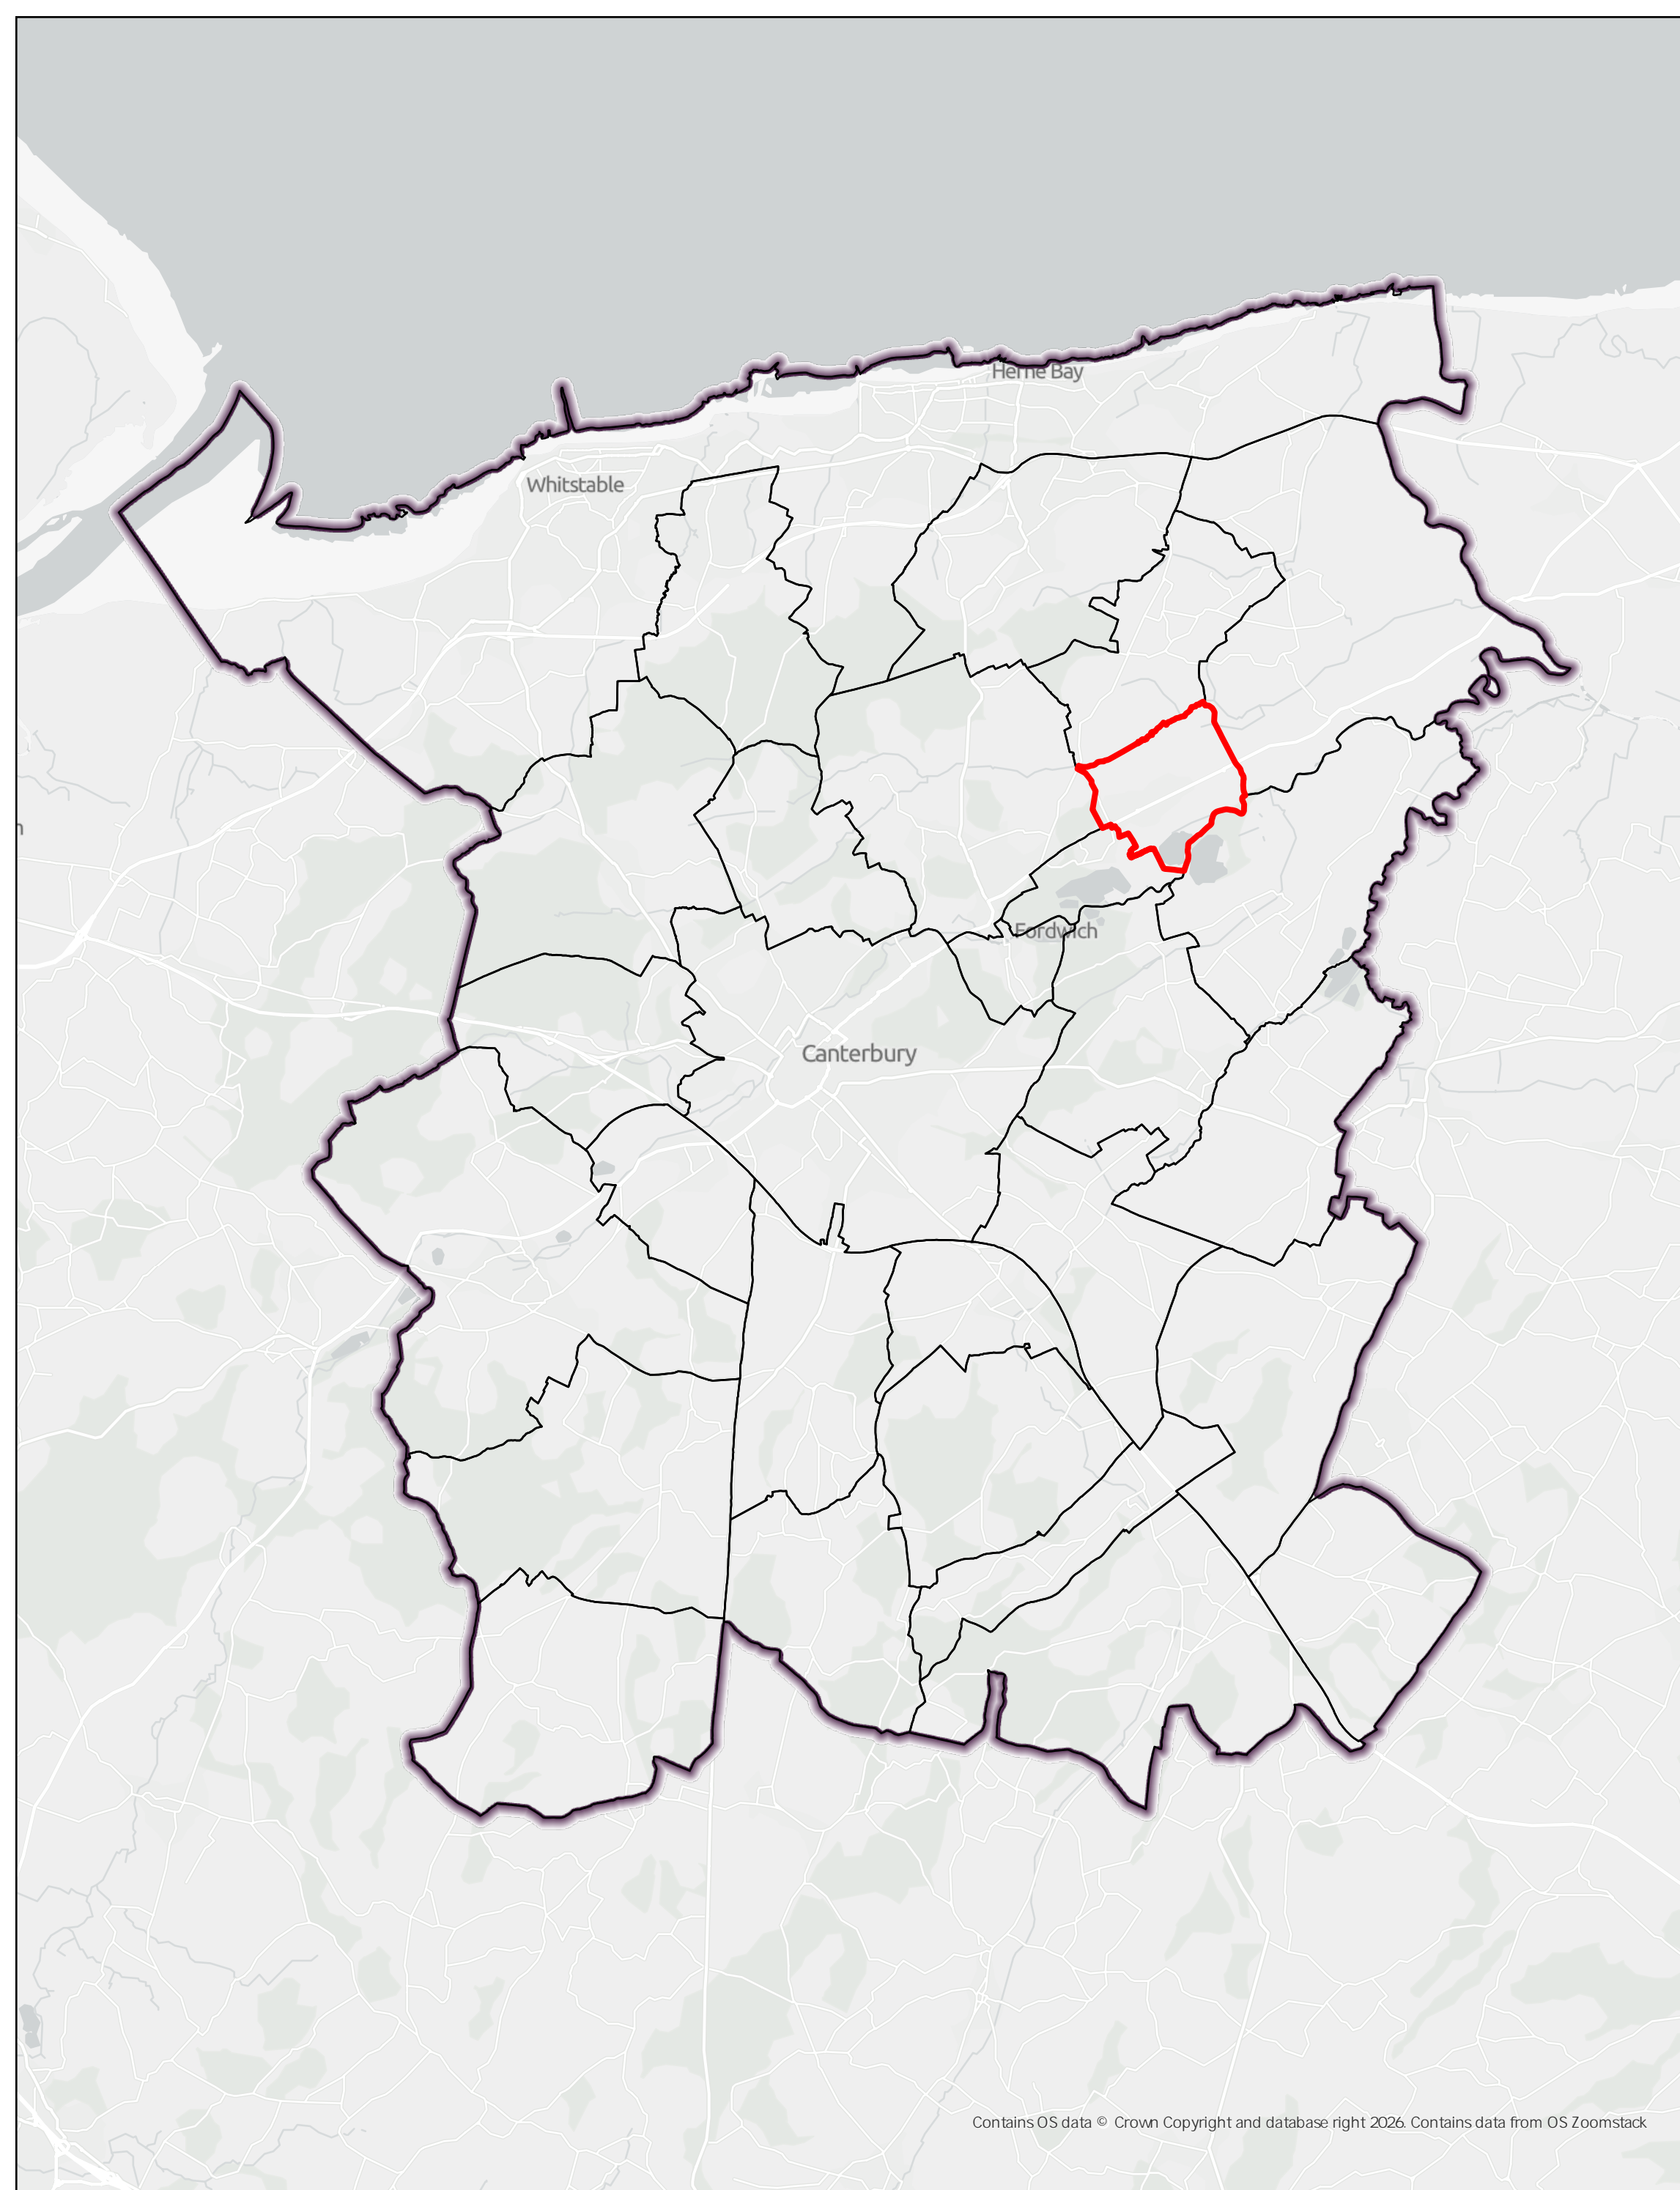 Herne Bay
Whitstable
Fordwich
Canterbury
Contains OS data © Crown Copyright and database right 2026. Contains data from OS Zoomstack